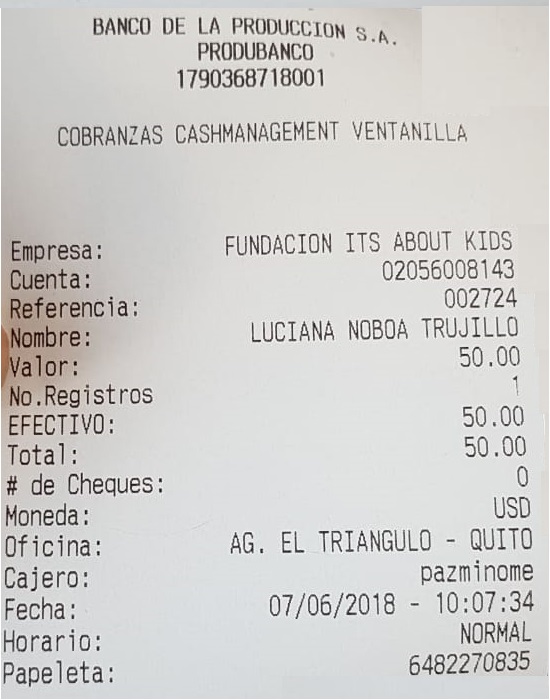 BANCO DE LA PRODUCCION S.A.
PRODUBANCO
1790368718001
COBRANZAS CASHMANAGEMENT VENTANILLA
Empresa: FUNDACION ITS ABOUT KIDS
Cuenta: 02056008143
Referencia: 002724
Nombre: LUCIANA NOBOA TRUJILLO
Valor: 50.00
No.Registros 1
EFECTIVO: 50.00
Total: 50.00
# de Cheques: 0
Moneda: USD
Oficina: AG. EL TRIANGULO - QUITO
Cajero: pazminome
Fecha: 07/06/2018 - 10:07:34
Horario: NORMAL
Papeleta: 6482270835